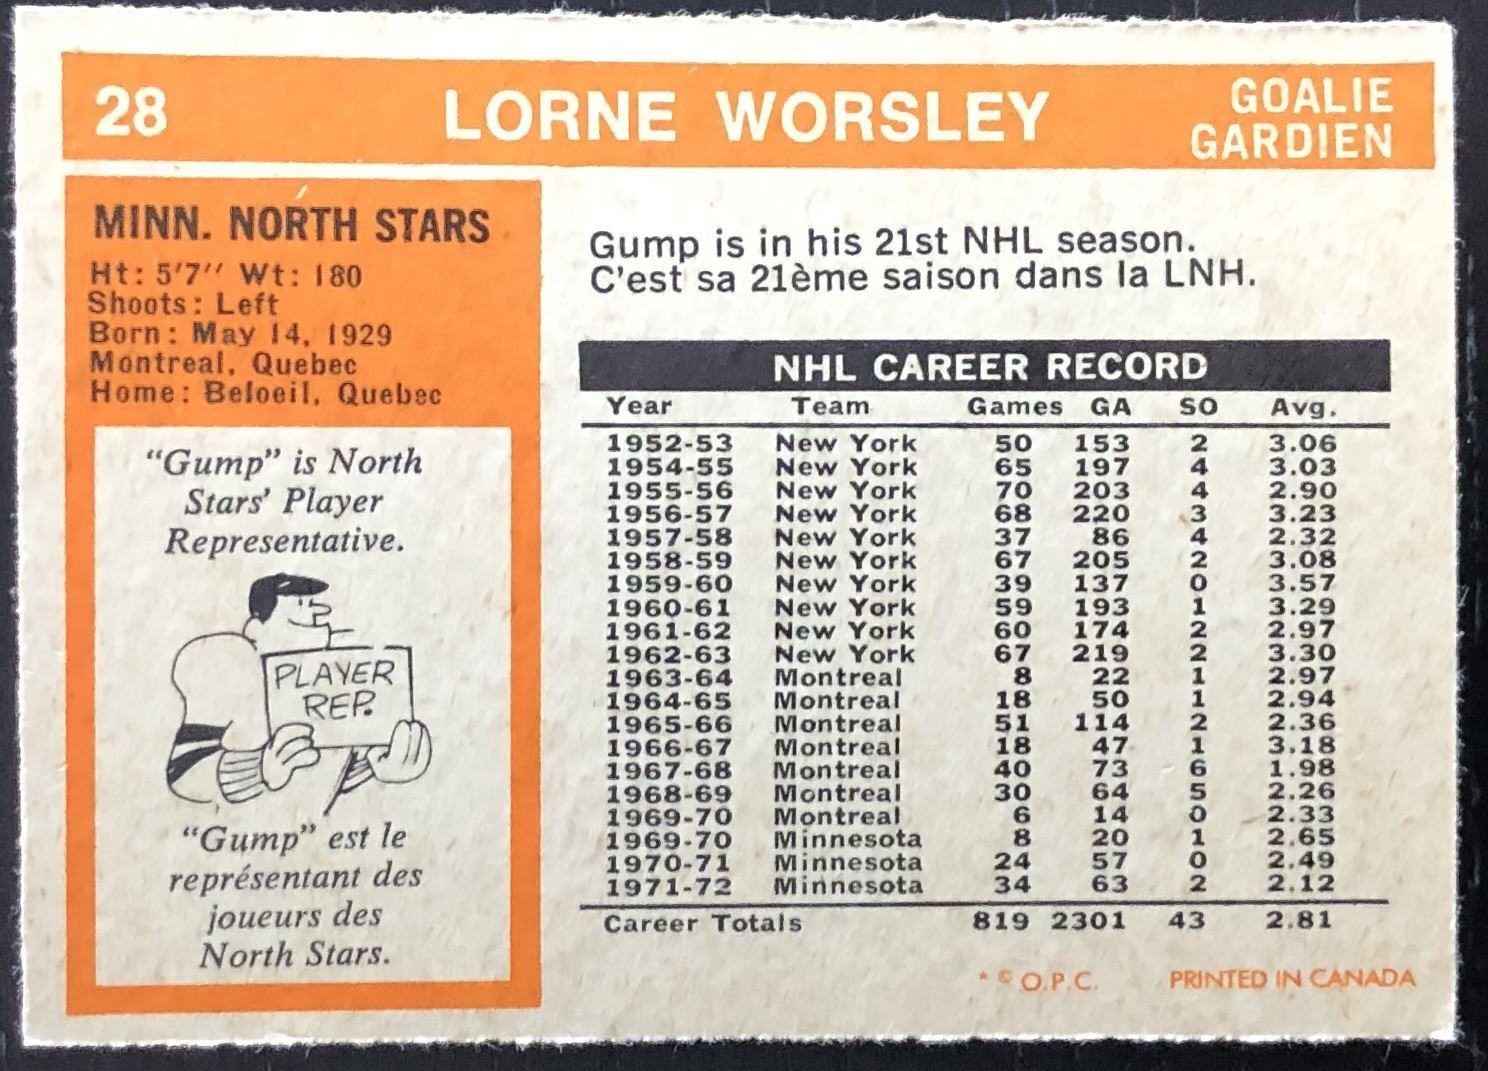 28 LORNE WORSLEY GOALIE
GARDIEN
MINN. NORTH STARS
Ht: 5'7'' Wt: 180
Shoots: Left
Born: May 14, 1929
Montreal, Quebec
Home: Beloeil, Quebec
"Gump" is North
Stars' Player
Representative.
PLAYER
REP.
"Gump" est le
représentant des
joueurs des
North Stars.
Gump is in his 21st NHL season.
C'est sa 21ème saison dans la LNH.
NHL CAREER RECORD
Year Team Games GA SO Avg.
1952-53 New York 50 153 2 3.06
1954-55 New York 65 197 4 3.03
1955-56 New York 70 203 4 2.90
1956-57 New York 68 220 3 3.23
1957-58 New York 37 86 4 2.32
1958-59 New York 67 205 2 3.08
1959-60 New York 39 137 0 3.57
1960-61 New York 59 193 1 3.29
1961-62 New York 60 174 2 2.97
1962-63 New York 67 219 2 3.30
1963-64 Montreal 8 22 1 2.97
1964-65 Montreal 18 50 1 2.94
1965-66 Montreal 51 114 2 2.36
1966-67 Montreal 18 47 1 3.18
1967-68 Montreal 40 73 6 1.98
1968-69 Montreal 30 64 5 2.26
1969-70 Montreal 6 14 0 2.33
1969-70 Minnesota 8 20 1 2.65
1970-71 Minnesota 24 57 0 2.49
1971-72 Minnesota 34 63 2 2.12
Career Totals 819 2301 43 2.81
* © O.P.C. PRINTED IN CANADA